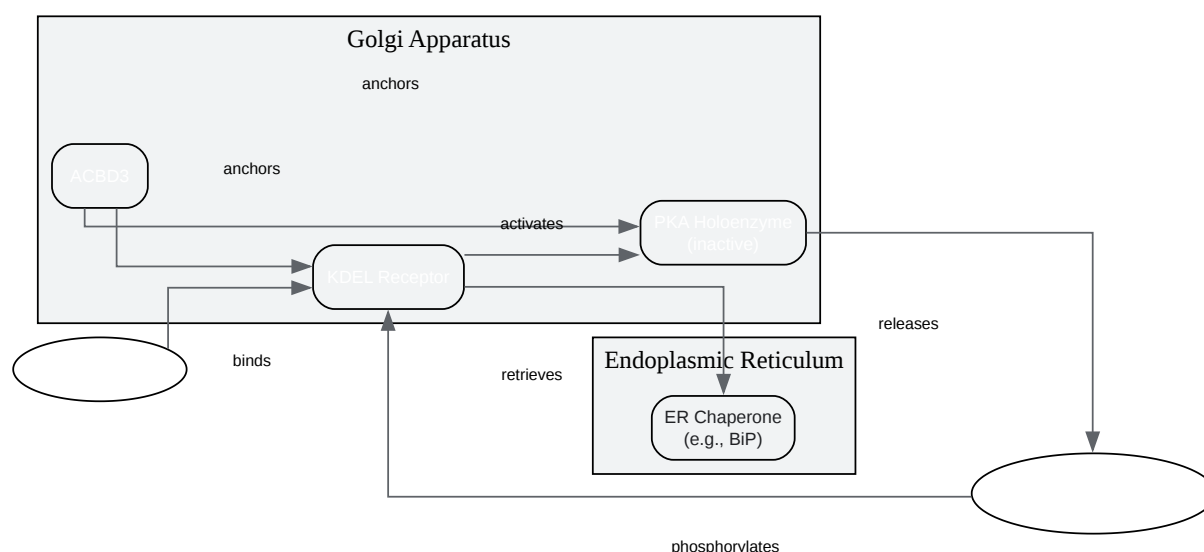 Golgi Apparatus
anchors
ACBD3
anchors
activates
PKA Holoenzyme
(inactive)
KDEL Receptor
releases
binds
retrieves
Endoplasmic Reticulum
ER Chaperone
(e.g., BiP)
phosphorylates